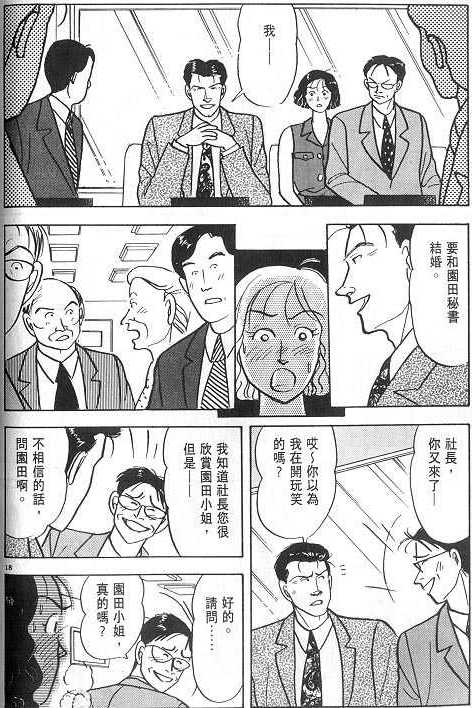 我—
要和園田秘書
結婚。
社長，
你又來了—
哎～你以為
我在開玩笑
的嗎？
我知道社長您很
欣賞園田小姐，
但是—
不相信的話，
問園田啊。
好的。
請問……
園田小姐，
真的嗎？
18